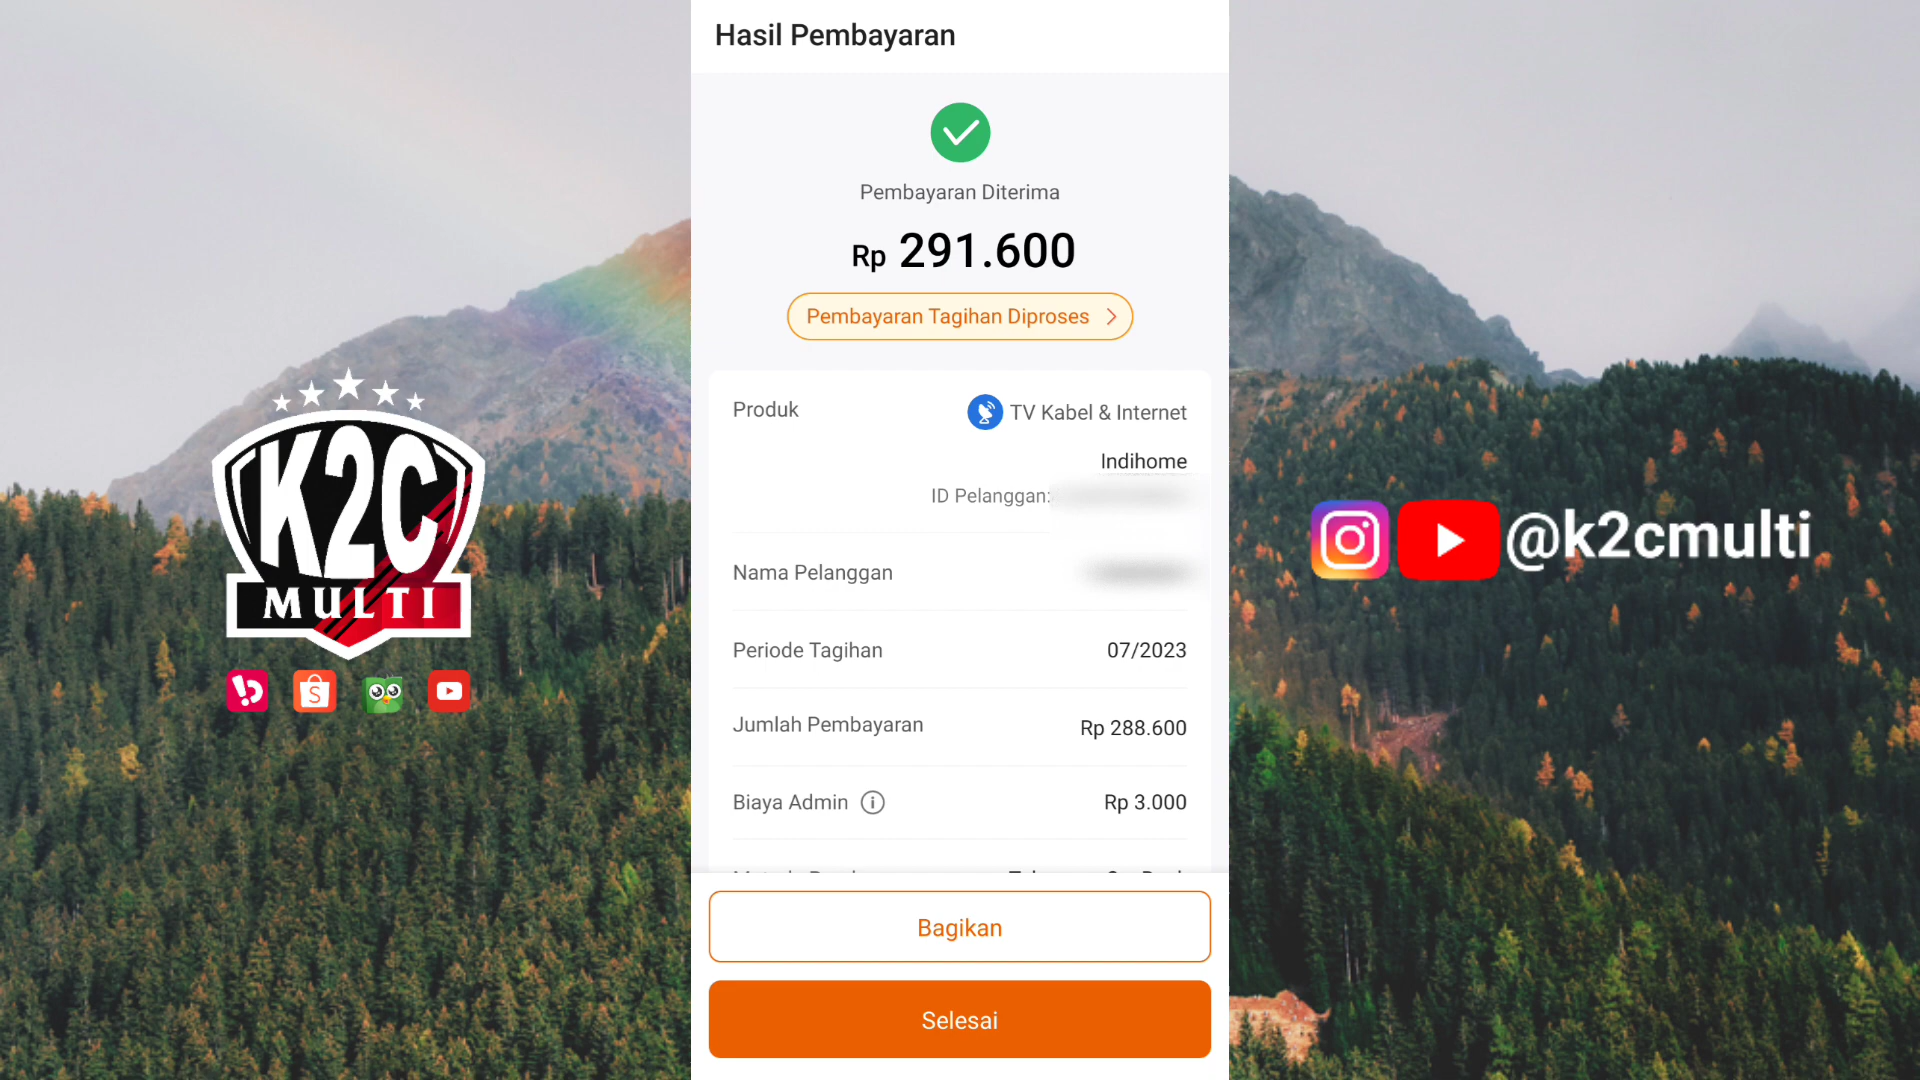 Hasil Pembayaran
Pembayaran Diterima
Rp 291.600
Pembayaran Tagihan Diproses
Produk
TV Kabel & Internet
Indihome
ID Pelanggan:
Nama Pelanggan
Periode Tagihan
07/2023
Jumlah Pembayaran
Rp 288.600
Biaya Admin
Rp 3.000
Bagikan
Selesai
K2C
MULTI
@k2cmulti